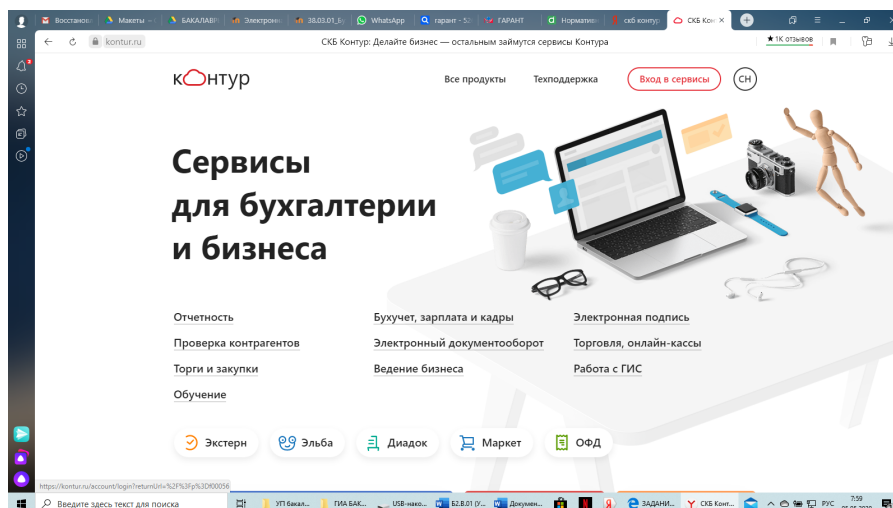 Восстанов
Макеты
БАКАЛАВР
Электронн
38.03.01_Бу
WhatsApp
гарант - 52
ГАРАНТ
Норматив
скб контур
СКБ Кон
kontur.ru
СКБ Контур: Делайте бизнес — остальным займутся сервисы Контура
★ 1К отзывов
контур
Все продукты
Техподдержка
Вход в сервисы
СН
Сервисы
для бухгалтерии
и бизнеса
Отчетность
Бухучет, зарплата и кадры
Электронная подпись
Проверка контрагентов
Электронный документооборот
Торговля, онлайн-кассы
Торги и закупки
Ведение бизнеса
Работа с ГИС
Обучение
Экстерн
Эльба
Диадок
Маркет
ОФД
https://kontur.ru/account/login?returnUrl=%2F%3Fp%3Df00056
Введите здесь текст для поиска
УП бакал...
ГИА БАК...
USB-нако...
Б2.В.01 (У...
Докумен...
ЗАДАНИ...
СКБ Конт...
РУС
7:59